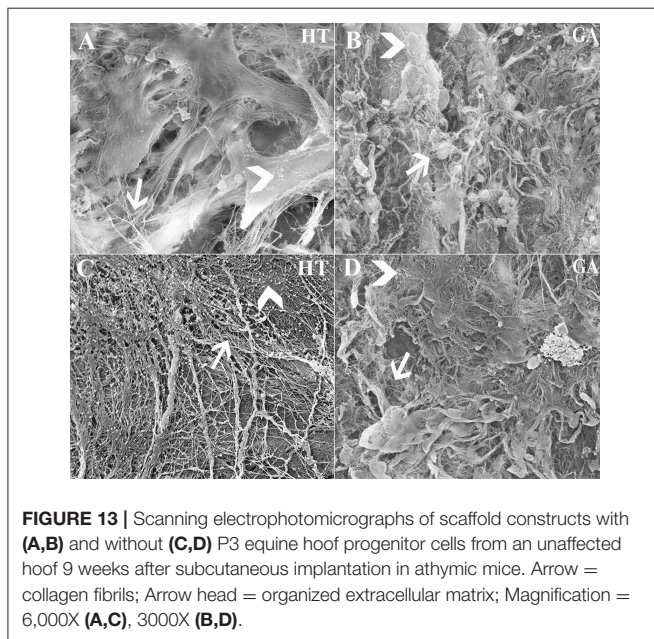 A HT
B GA
C HT
D GA
FIGURE 13 | Scanning electrophotomicrographs of scaffold constructs with
(A,B) and without (C,D) P3 equine hoof progenitor cells from an unaffected
hoof 9 weeks after subcutaneous implantation in athymic mice. Arrow =
collagen fibrils; Arrow head = organized extracellular matrix; Magnification =
6,000X (A,C), 3000X (B,D).